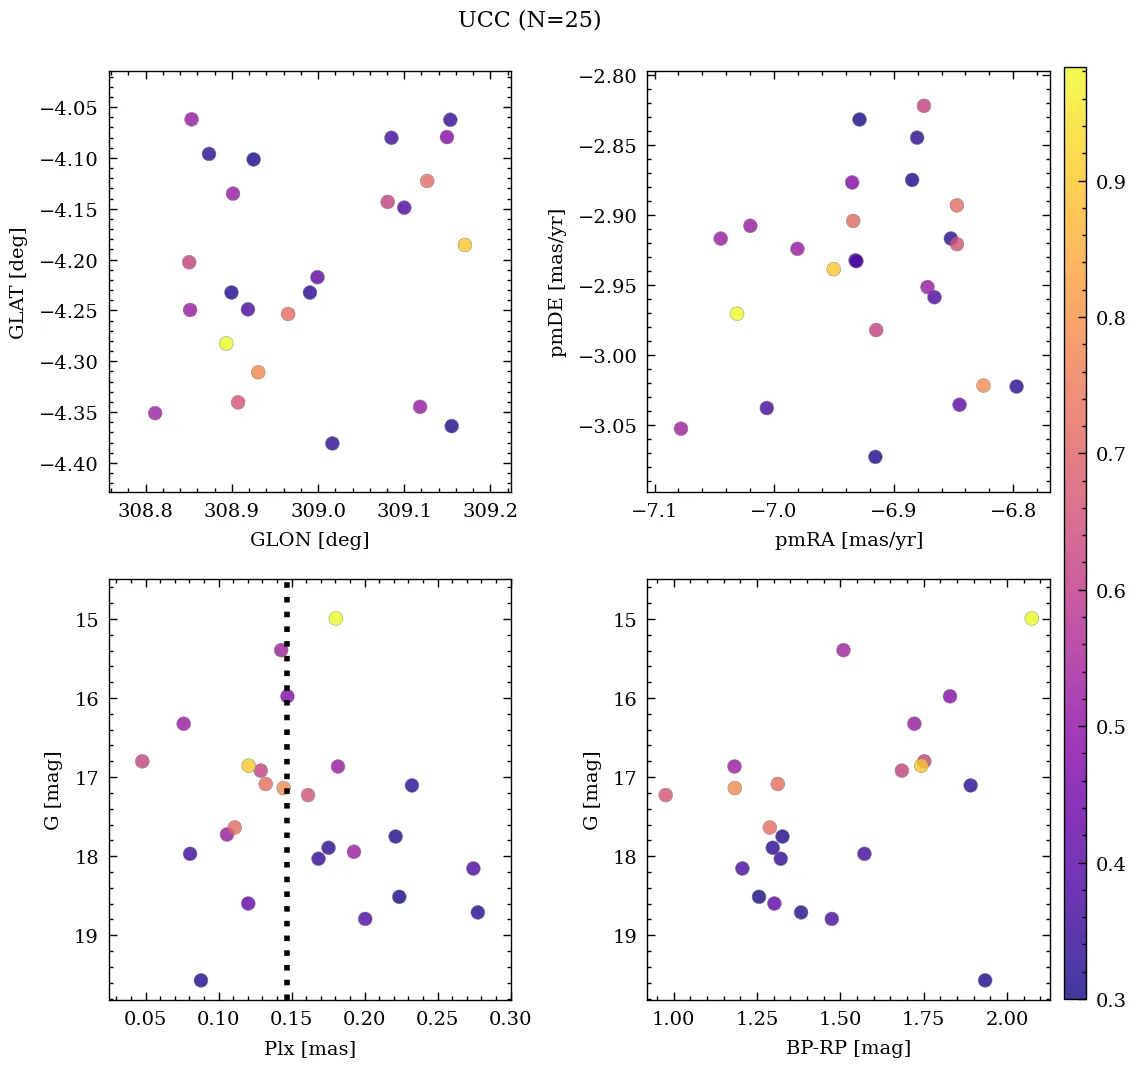 UCC (N=25)
−4.05
−4.10
−4.15
−4.20
−4.25
−4.30
−4.35
−4.40
GLAT [deg]
308.8 308.9 309.0 309.1 309.2
GLON [deg]
−2.80
−2.85
−2.90
−2.95
−3.00
−3.05
pmDE [mas/yr]
−7.1 −7.0 −6.9 −6.8
pmRA [mas/yr]
15
16
17
18
19
G [mag]
0.05 0.10 0.15 0.20 0.25 0.30
Plx [mas]
15
16
17
18
19
G [mag]
1.00 1.25 1.50 1.75 2.00
BP-RP [mag]
0.9
0.8
0.7
0.6
0.5
0.4
0.3